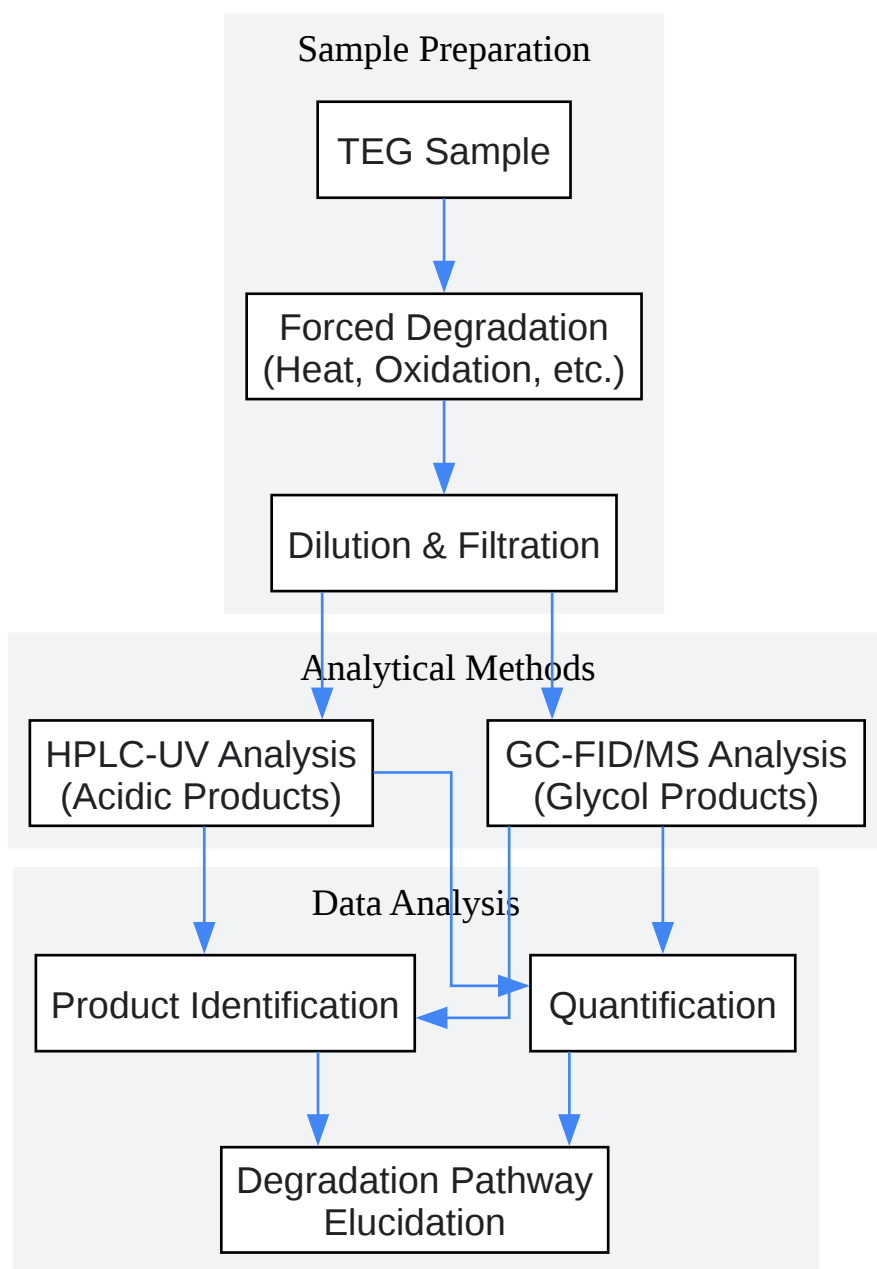 Sample Preparation
TEG Sample
Forced Degradation
(Heat, Oxidation, etc.)
Dilution & Filtration
Analytical Methods
HPLC-UV Analysis
(Acidic Products)
GC-FID/MS Analysis
(Glycol Products)
Data Analysis
Product Identification
Quantification
Degradation Pathway
Elucidation